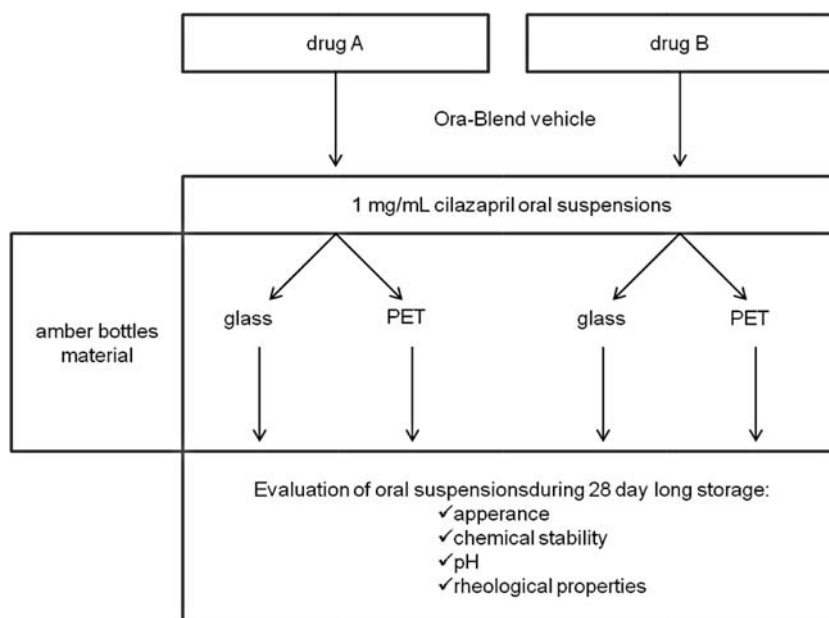 drug A
drug B
Ora-Blend vehicle
1 mg/mL cilazapril oral suspensions
amber bottles
material
glass
PET
glass
PET
Evaluation of oral suspensionsduring 28 day long storage:
✓apperance
✓chemical stability
✓pH
✓rheological properties